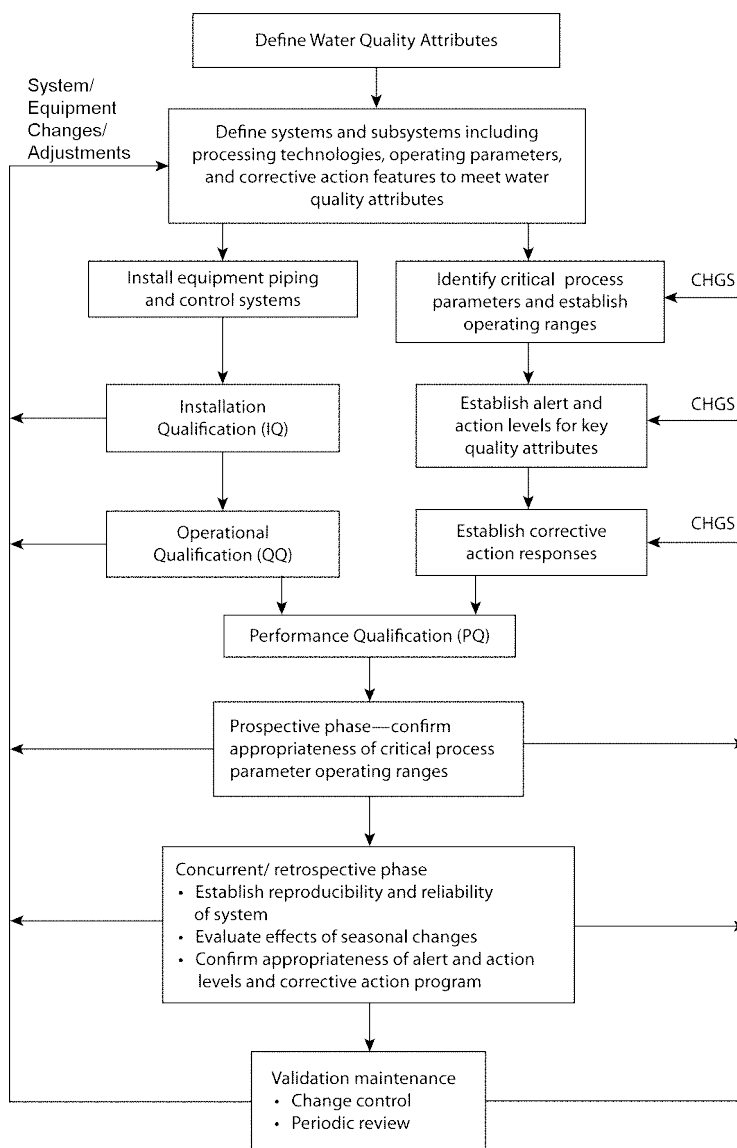 Define Water Quality Attributes
System/
Equipment
Changes/
Adjustments
Define systems and subsystems including
processing technologies, operating parameters,
and corrective action features to meet water
quality attributes
Install equipment piping
and control systems
Identify critical process
parameters and establish
operating ranges
CHGS
Installation
Qualification (IQ)
Establish alert and
action levels for key
quality attributes
CHGS
Operational
Qualification (QQ)
Establish corrective
action responses
CHGS
Performance Qualification (PQ)
Prospective phase—confirm
appropriateness of critical process
parameter operating ranges
Concurrent/ retrospective phase
• Establish reproducibility and reliability
of system
• Evaluate effects of seasonal changes
• Confirm appropriateness of alert and action
levels and corrective action program
Validation maintenance
• Change control
• Periodic review